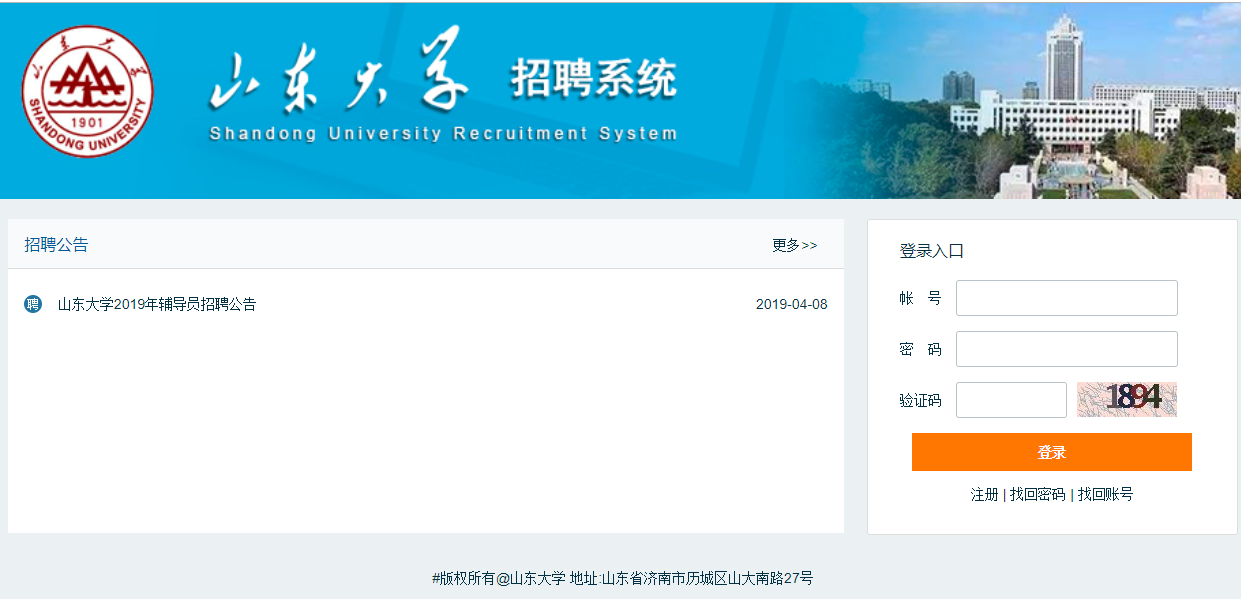 山东大学
SHANDONG UNIVERSITY
1901
山东大学 招聘系统
Shandong University Recruitment System
招聘公告 更多>>
聘 山东大学2019年辅导员招聘公告 2019-04-08
登录入口
帐 号
密 码
验证码 1894
登录
注册 | 找回密码 | 找回账号
#版权所有@山东大学 地址:山东省济南市历城区山大南路27号